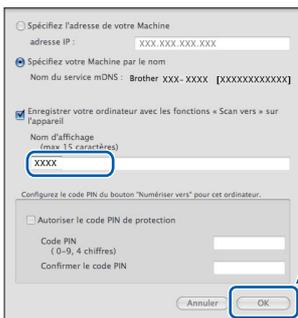 Spécifiez l'adresse de votre Machine
adresse IP :
XXX.XXX.XXX.XXX
Spécifiez votre Machine par le nom
Nom du service mDNS : Brother XXX- XXXX [XXXXXXXXXXXX]
Enregistrer votre ordinateur avec les fonctions « Scan vers » sur
l'appareil
Nom d'affichage
(max 15 caractères)
XXXX
Configurez le code PIN du bouton "Numériser vers" pour cet ordinateur.
Autoriser le code PIN de protection
Code PIN
( 0-9, 4 chiffres)
Confirmer le code PIN
Annuler
OK